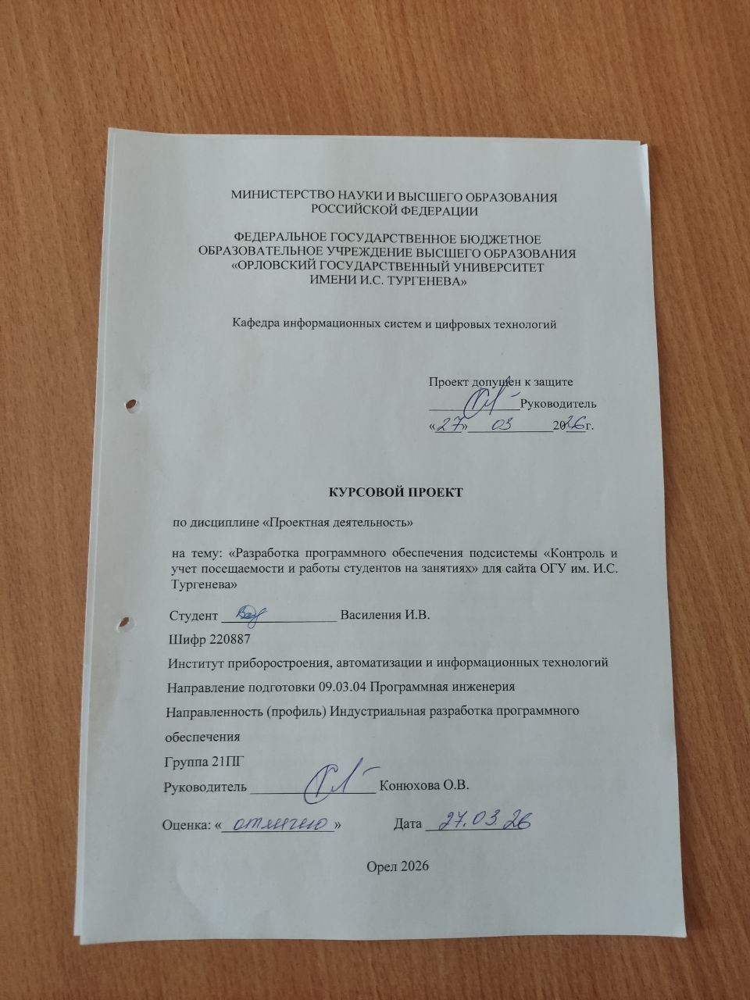 МИНИСТЕРСТВО НАУКИ И ВЫСШЕГО ОБРАЗОВАНИЯ
РОССИЙСКОЙ ФЕДЕРАЦИИ
ФЕДЕРАЛЬНОЕ ГОСУДАРСТВЕННОЕ БЮДЖЕТНОЕ
ОБРАЗОВАТЕЛЬНОЕ УЧРЕЖДЕНИЕ ВЫСШЕГО ОБРАЗОВАНИЯ
«ОРЛОВСКИЙ ГОСУДАРСТВЕННЫЙ УНИВЕРСИТЕТ
ИМЕНИ И.С. ТУРГЕНЕВА»
Кафедра информационных систем и цифровых технологий
Проект допущен к защите
Руководитель
«27» 03 2026г.
КУРСОВОЙ ПРОЕКТ
по дисциплине «Проектная деятельность»
на тему: «Разработка программного обеспечения подсистемы «Контроль и
учет посещаемости и работы студентов на занятиях» для сайта ОГУ им. И.С.
Тургенева»
Студент Василения И.В.
Шифр 220887
Институт приборостроения, автоматизации и информационных технологий
Направление подготовки 09.03.04 Программная инженерия
Направленность (профиль) Индустриальная разработка программного
обеспечения
Группа 21ПГ
Руководитель Конюхова О.В.
Оценка: «отлично» Дата 27.03.26
Орел 2026